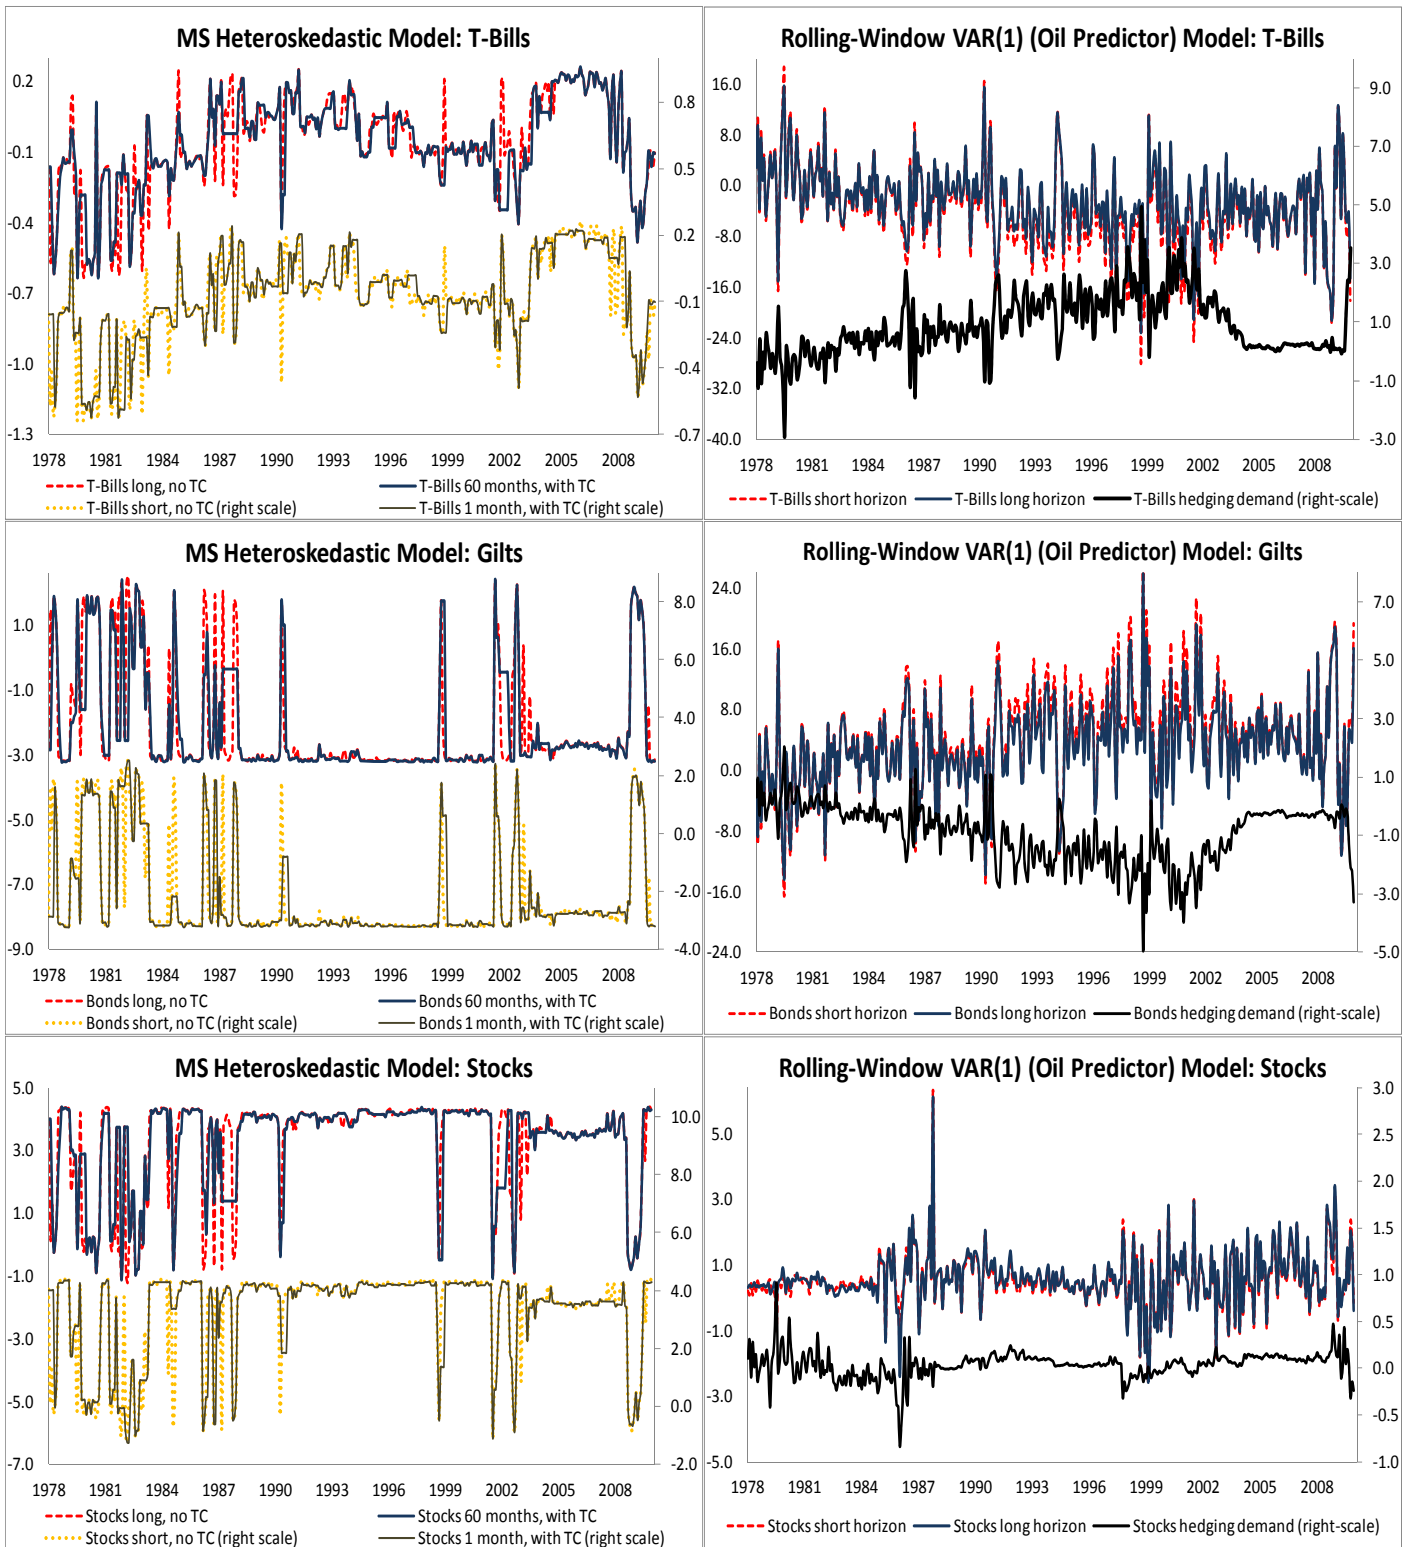 MS Heteroskedastic Model: T-Bills
0.2
-0.1
-0.4
-0.7
-1.0
-1.3
0.8
0.5
0.2
-0.1
-0.4
-0.7
1978 1981 1984 1987 1990 1993 1996 1999 2002 2005 2008
T-Bills long, no TC
T-Bills 60 months, with TC
T-Bills short, no TC (right scale)
T-Bills 1 month, with TC (right scale)
Rolling-Window VAR(1) (Oil Predictor) Model: T-Bills
16.0
8.0
0.0
-8.0
-16.0
-24.0
-32.0
-40.0
9.0
7.0
5.0
3.0
1.0
-1.0
-3.0
1978 1981 1984 1987 1990 1993 1996 1999 2002 2005 2008
T-Bills short horizon
T-Bills long horizon
T-Bills hedging demand (right-scale)
MS Heteroskedastic Model: Gilts
1.0
-1.0
-3.0
-5.0
-7.0
-9.0
8.0
6.0
4.0
2.0
0.0
-2.0
-4.0
1978 1981 1984 1987 1990 1993 1996 1999 2002 2005 2008
Bonds long, no TC
Bonds 60 months, with TC
Bonds short, no TC (right scale)
Bonds 1 month, with TC (right scale)
Rolling-Window VAR(1) (Oil Predictor) Model: Gilts
24.0
16.0
8.0
0.0
-8.0
-16.0
-24.0
7.0
5.0
3.0
1.0
-1.0
-3.0
-5.0
1978 1981 1984 1987 1990 1993 1996 1999 2002 2005 2008
Bonds short horizon
Bonds long horizon
Bonds hedging demand (right-scale)
MS Heteroskedastic Model: Stocks
5.0
3.0
1.0
-1.0
-3.0
-5.0
-7.0
10.0
8.0
6.0
4.0
2.0
0.0
-2.0
1978 1981 1984 1987 1990 1993 1996 1999 2002 2005 2008
Stocks long, no TC
Stocks 60 months, with TC
Stocks short, no TC (right scale)
Stocks 1 month, with TC (right scale)
Rolling-Window VAR(1) (Oil Predictor) Model: Stocks
5.0
3.0
1.0
-1.0
-3.0
-5.0
3.0
2.5
2.0
1.5
1.0
0.5
0.0
-0.5
-1.0
1978 1981 1984 1987 1990 1993 1996 1999 2002 2005 2008
Stocks short horizon
Stocks long horizon
Stocks hedging demand (right-scale)